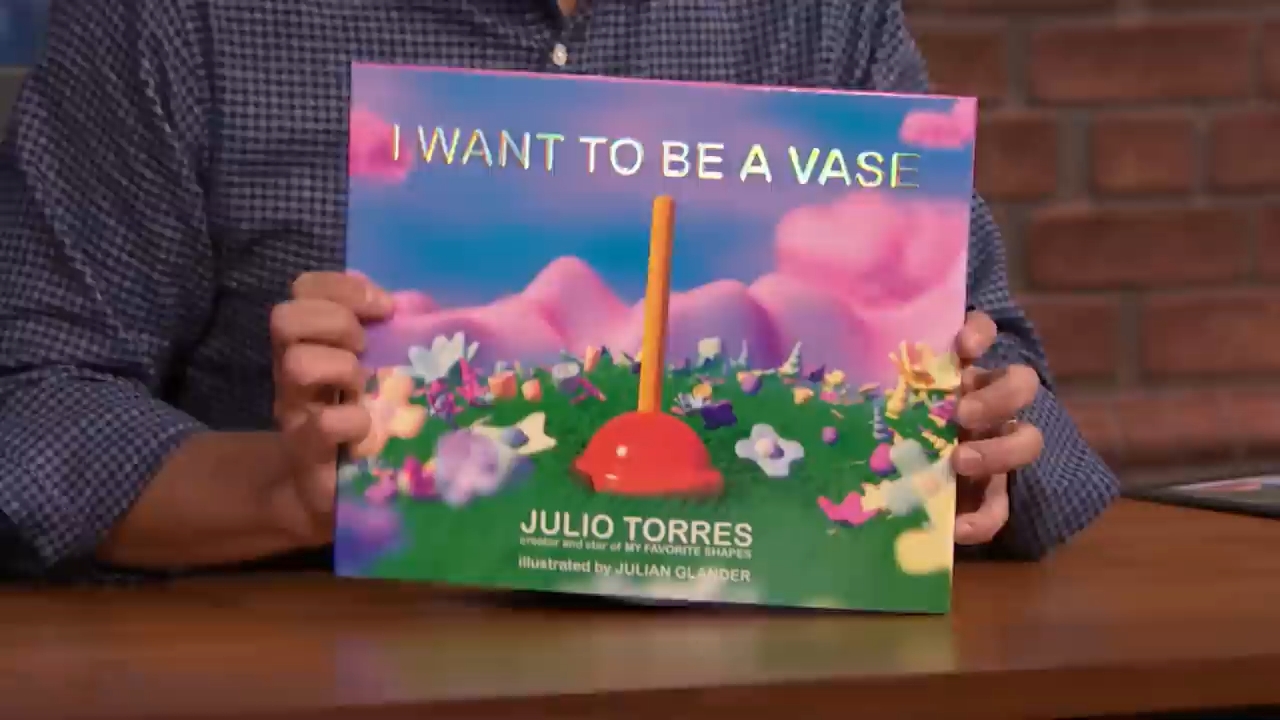 I WANT TO BE A VASE
JULIO TORRES
creator and star of MY FAVORITE SHAPES
illustrated by JULIAN GLANDER